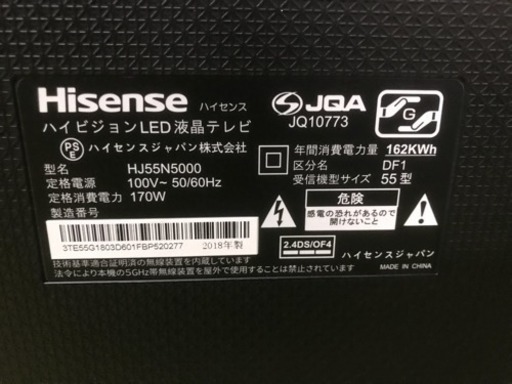 Hisense ハイセンス
JQA
JQ10773
G
ハイビジョンLED液晶テレビ
PSE ハイセンスジャパン株式会社
型名 HJ55N5000
定格電源 100V~ 50/60Hz
定格消費電力 170W
製造番号
3TE55G1803D601FBP520277 2018年製
年間消費電力量 162KWh
区分名 DF1
受信機型サイズ 55型
危険
感電の恐れがあるので
開けないこと
2.4DS/OF4
ハイセンスジャパン
MADE IN CHINA
技術基準適合証明済の無線装置を内蔵しています
法令により本機の5GHz帯無線装置を屋外で使用することは禁止されています。